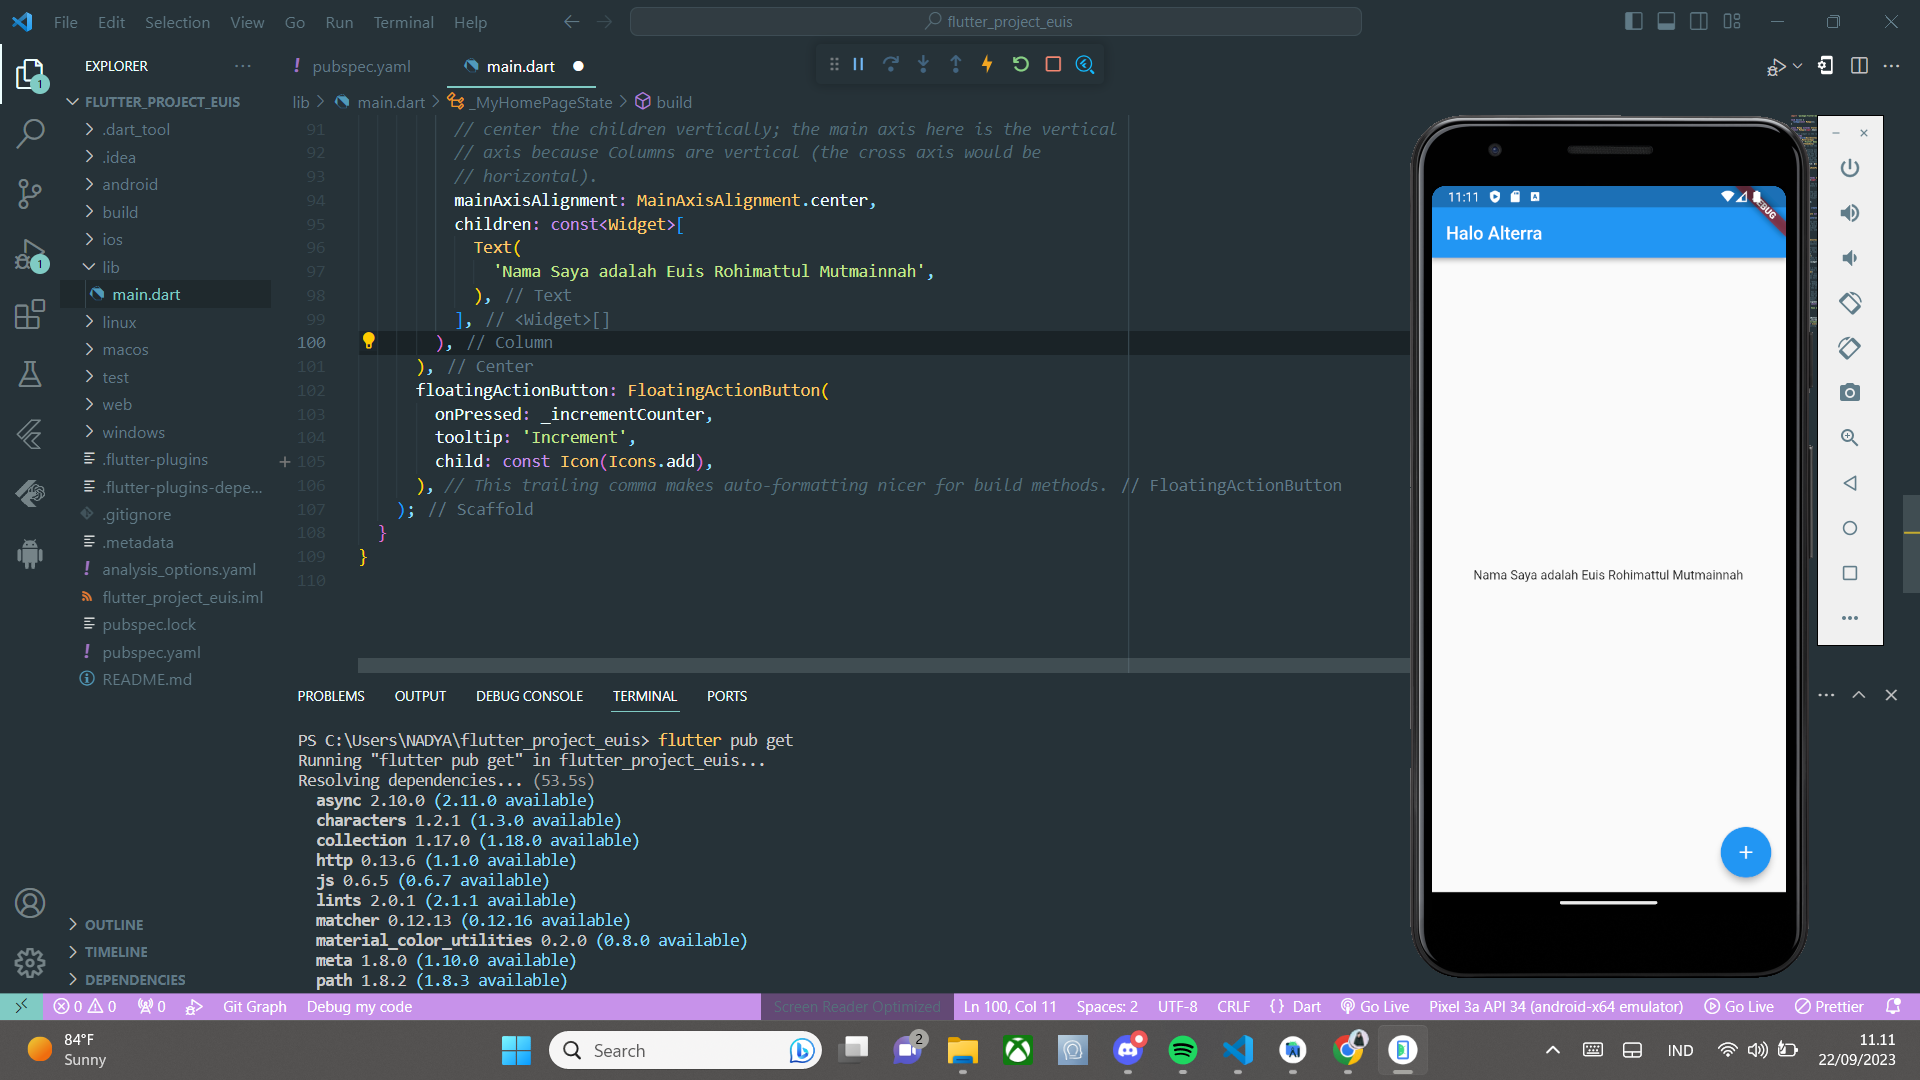 File Edit Selection View Go Run Terminal Help
flutter_project_euis
EXPLORER
pubspec.yaml
main.dart
FLUTTER_PROJECT_EUIS
.dart_tool
.idea
android
build
ios
lib
main.dart
linux
macos
test
web
windows
.flutter-plugins
.flutter-plugins-depe...
.gitignore
.metadata
analysis_options.yaml
flutter_project_euis.iml
pubspec.lock
pubspec.yaml
README.md
OUTLINE
TIMELINE
DEPENDENCIES
lib > main.dart > _MyHomePageState > build
91 // center the children vertically; the main axis here is the vertical
92 // axis because Columns are vertical (the cross axis would be
93 // horizontal).
94 mainAxisAlignment: MainAxisAlignment.center,
95 children: const<Widget>[
96 Text(
97 'Nama Saya adalah Euis Rohimattul Mutmainnah',
98 ), // Text
99 ], // <Widget>[]
100 ), // Column
101 ), // Center
102 floatingActionButton: FloatingActionButton(
103 onPressed: _incrementCounter,
104 tooltip: 'Increment',
105 child: const Icon(Icons.add),
106 ), // This trailing comma makes auto-formatting nicer for build methods. // FloatingActionButton
107 ); // Scaffold
108 }
109 }
110
PROBLEMS OUTPUT DEBUG CONSOLE TERMINAL PORTS
PS C:\Users\NADYA\flutter_project_euis> flutter pub get
Running "flutter pub get" in flutter_project_euis...
Resolving dependencies... (53.5s)
async 2.10.0 (2.11.0 available)
characters 1.2.1 (1.3.0 available)
collection 1.17.0 (1.18.0 available)
http 0.13.6 (1.1.0 available)
js 0.6.5 (0.6.7 available)
lints 2.0.1 (2.1.1 available)
matcher 0.12.13 (0.12.16 available)
material_color_utilities 0.2.0 (0.8.0 available)
meta 1.8.0 (1.10.0 available)
path 1.8.2 (1.8.3 available)
11:11
DEBUG
Halo Alterra
Nama Saya adalah Euis Rohimattul Mutmainnah
0 0 0 Git Graph Debug my code Screen Reader Optimized Ln 100, Col 11 Spaces: 2 UTF-8 CRLF {} Dart Go Live Pixel 3a API 34 (android-x64 emulator) Go Live Prettier
84°F
Sunny
Search
2
IND
11.11
22/09/2023